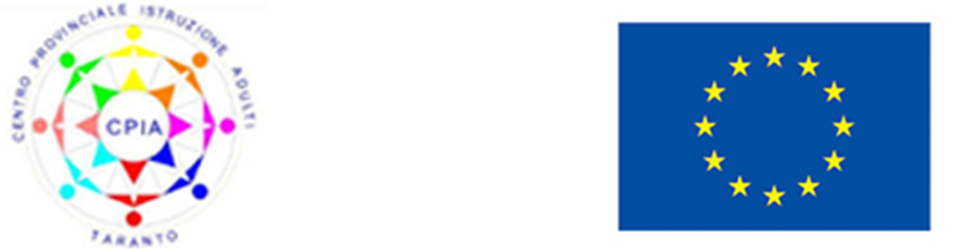 CENTRO PROVINCIALE ISTRUZIONE ADULTI
CPIA
TARANTO